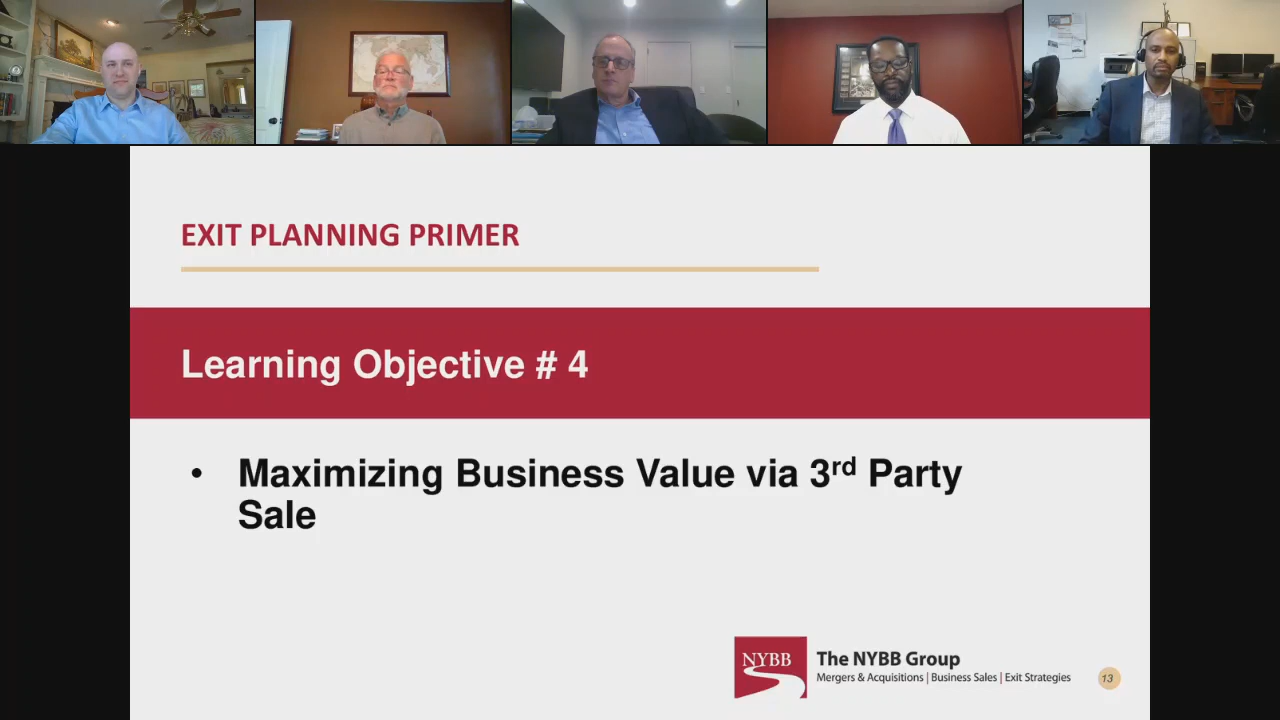 EXIT PLANNING PRIMER
Learning Objective # 4
• Maximizing Business Value via 3rd Party
Sale
NYBB
The NYBB Group
Mergers & Acquisitions | Business Sales | Exit Strategies
13